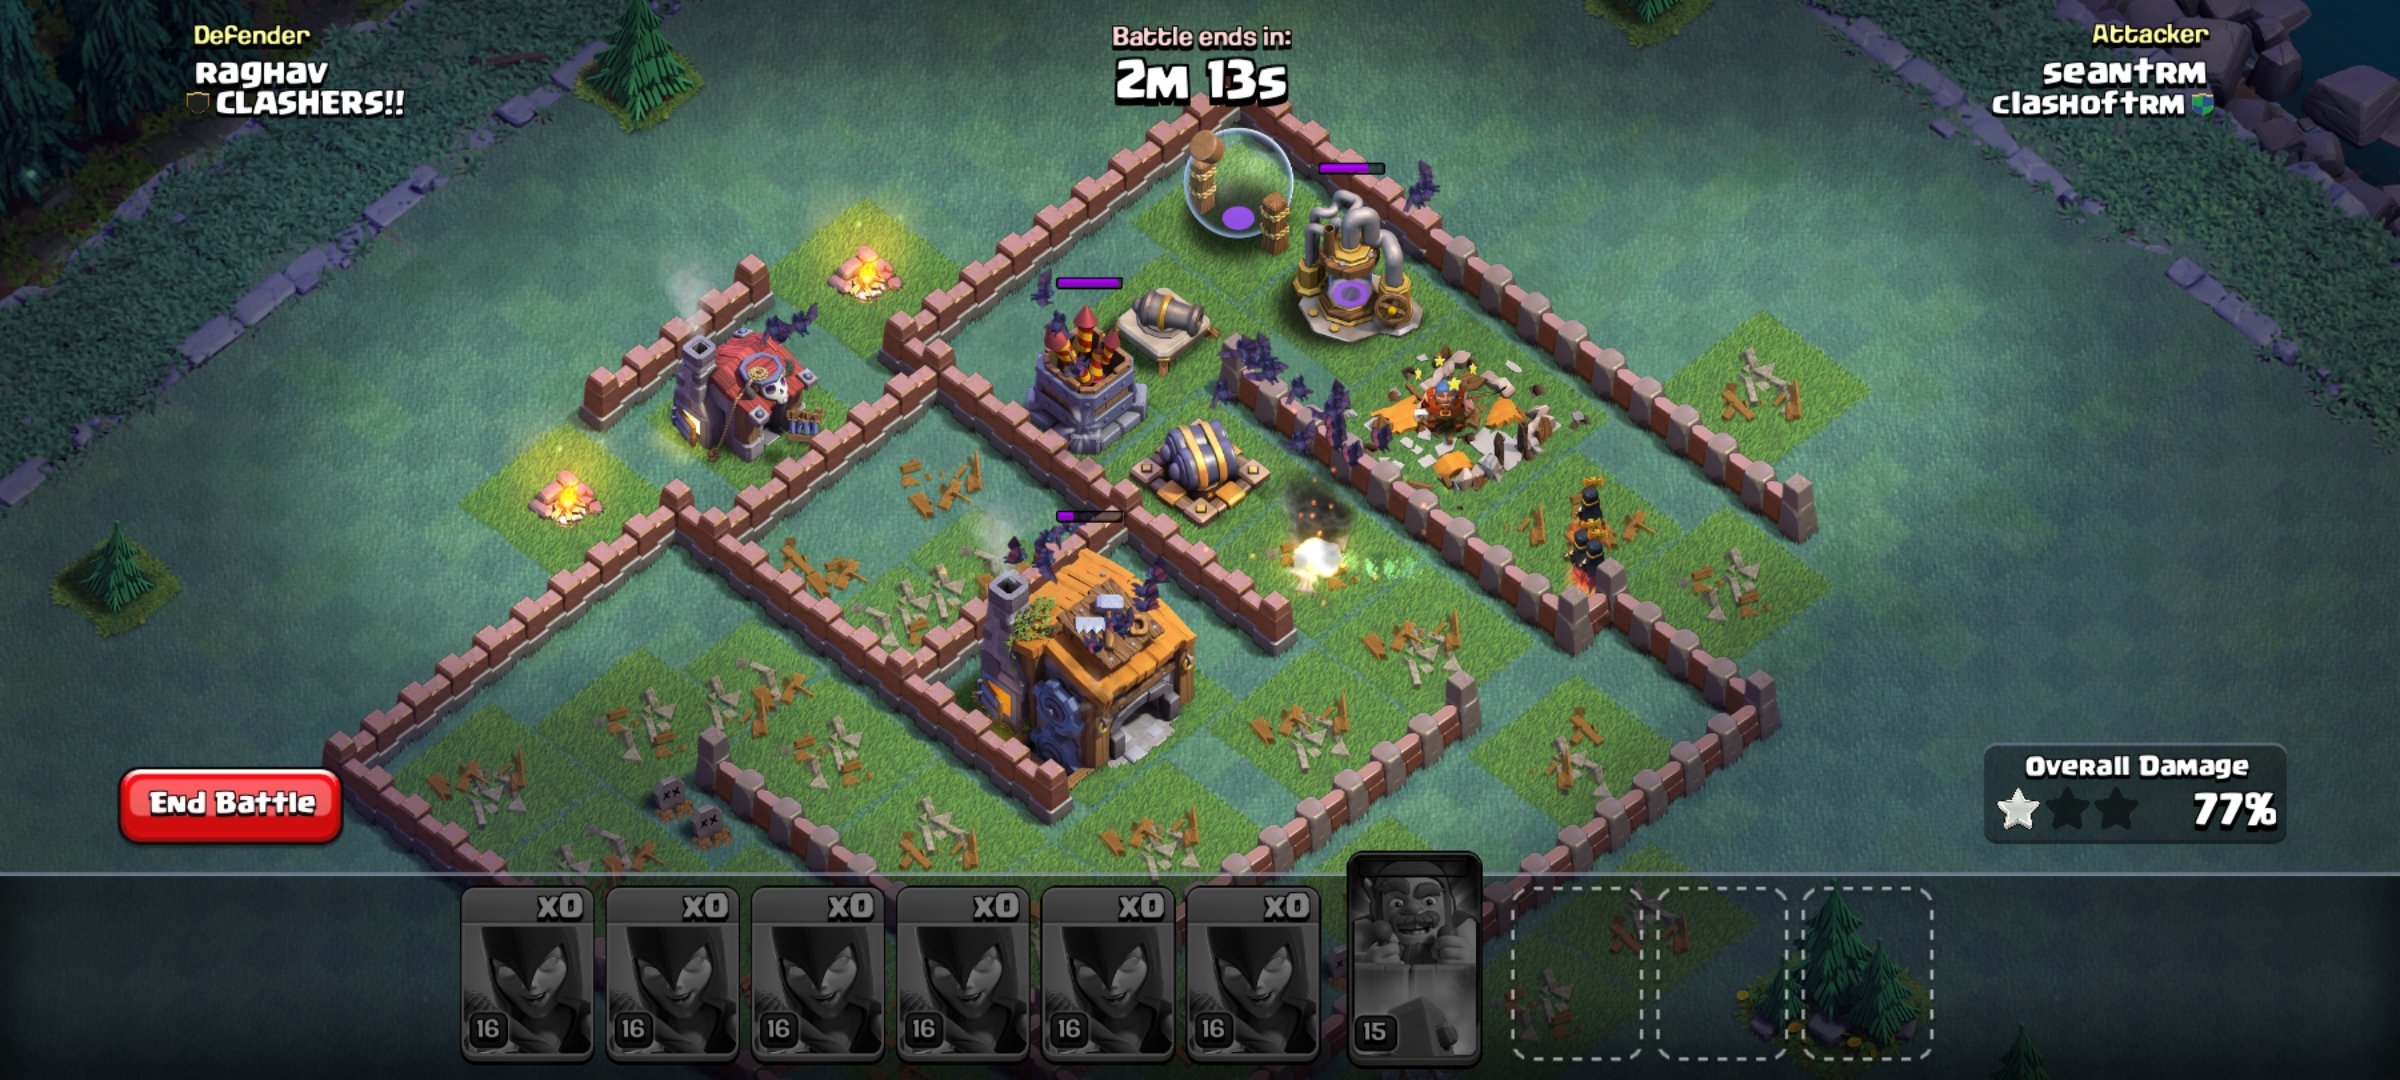 Defender
Raghav
CLASHERS!!
Battle ends in:
2M 13s
Attacker
seantrm
clashoftrm
End Battle
Overall Damage
77%
x0
x0
x0
x0
x0
x0
16
16
16
16
16
16
15